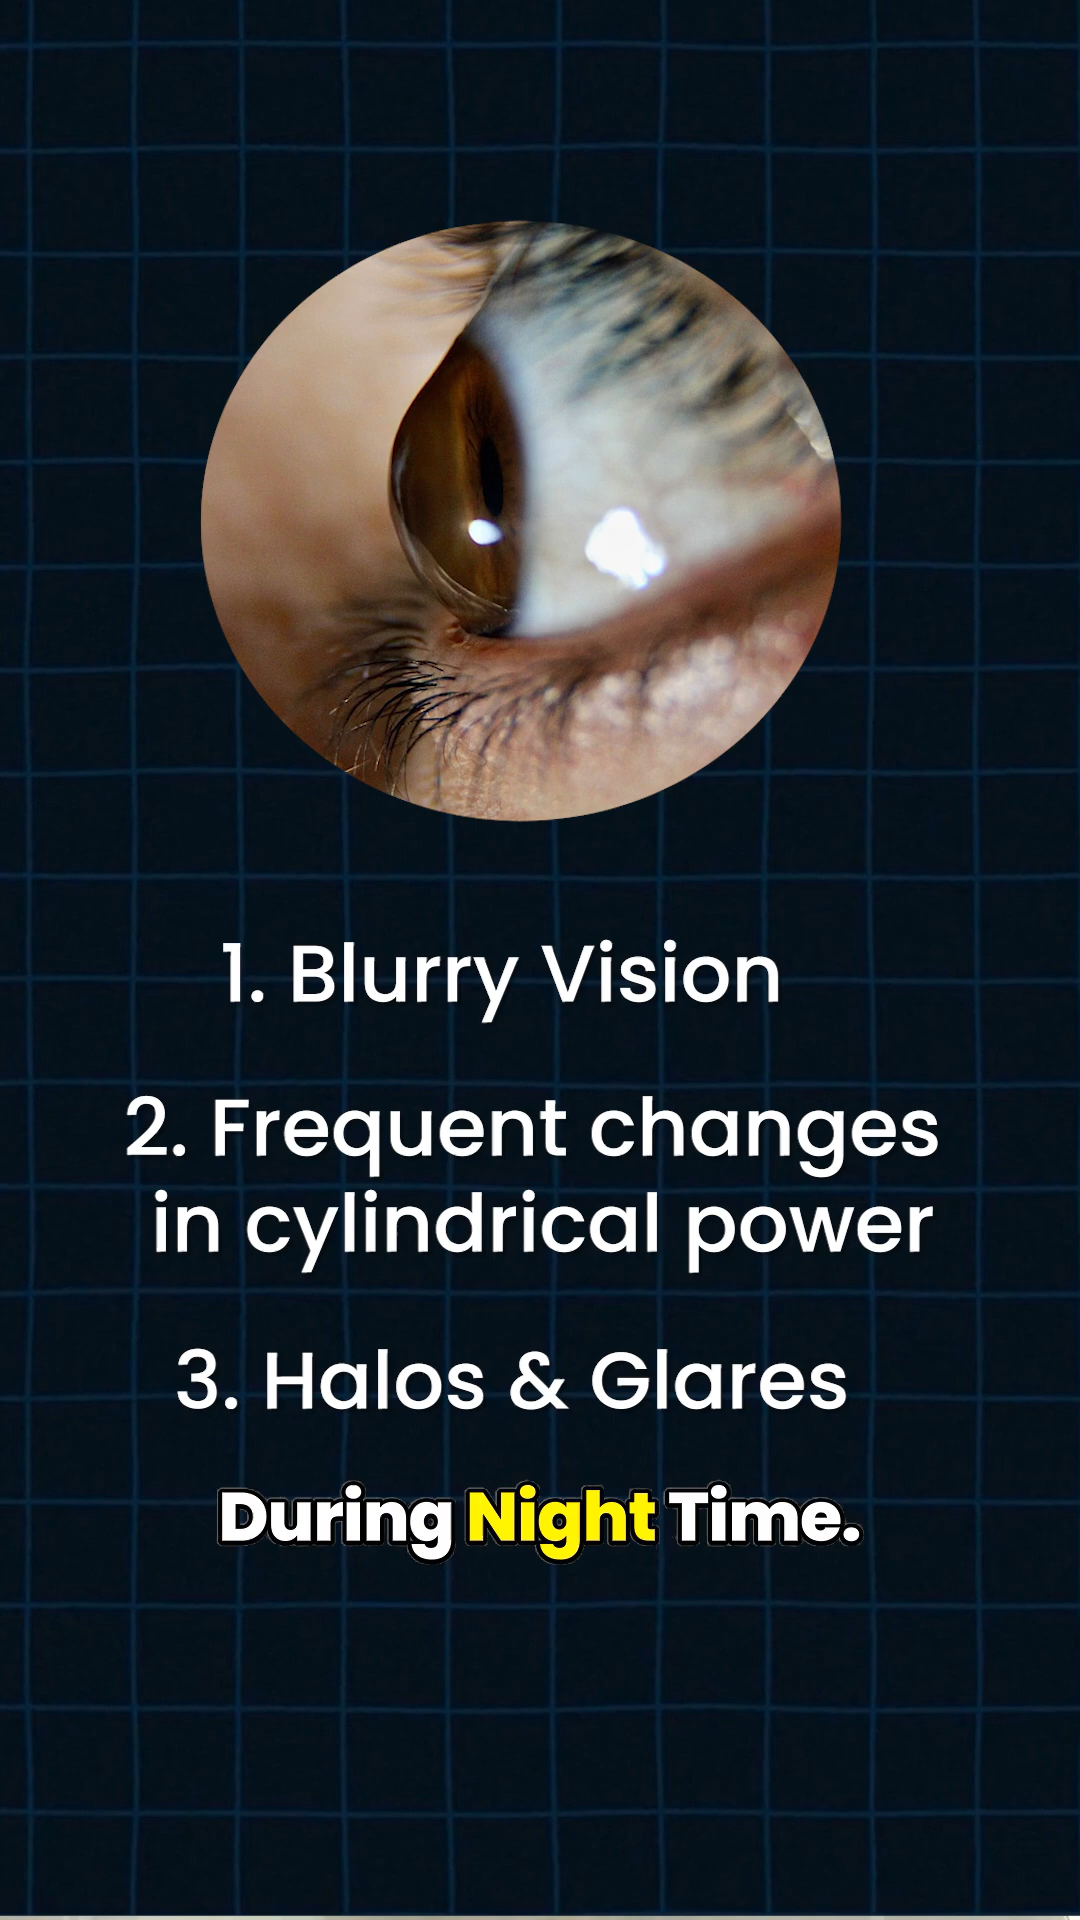 1. Blurry Vision
2. Frequent changes
in cylindrical power
3. Halos & Glares
During Night Time.